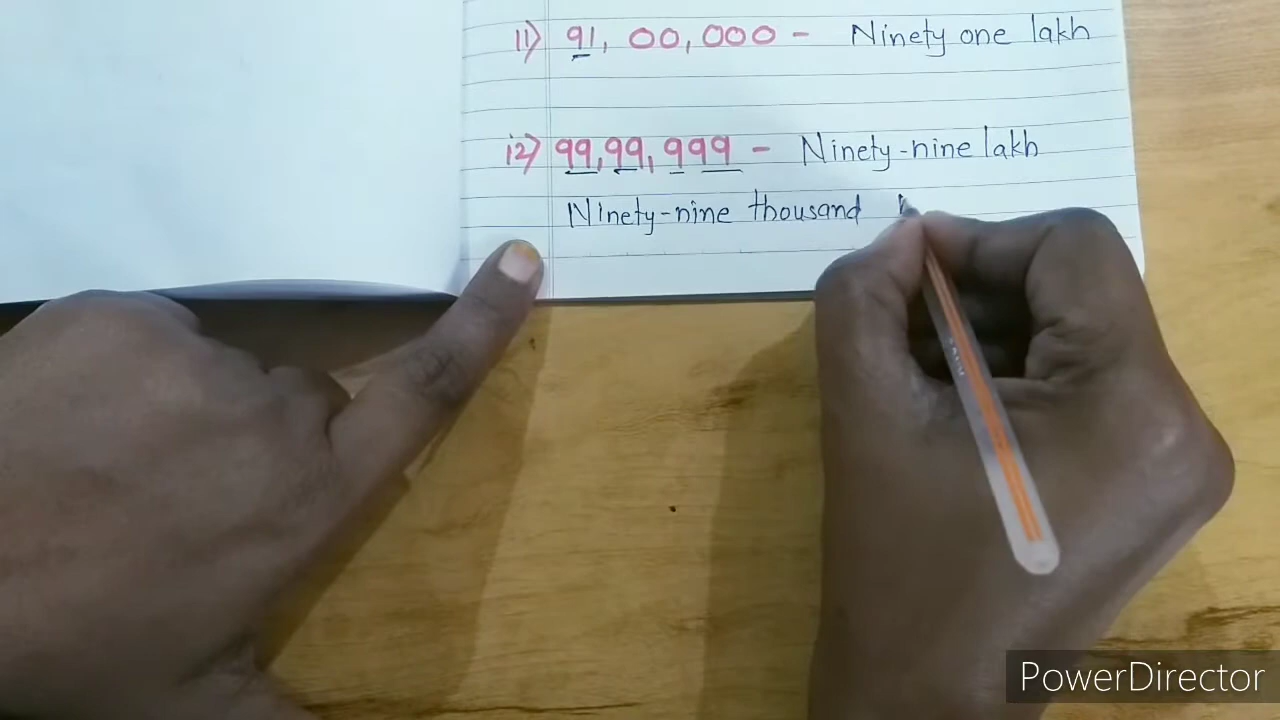 11) 91,00,000 - Ninety one lakh
12) 99,99,999 - Ninety-nine lakh
Ninety-nine thousand
PowerDirector